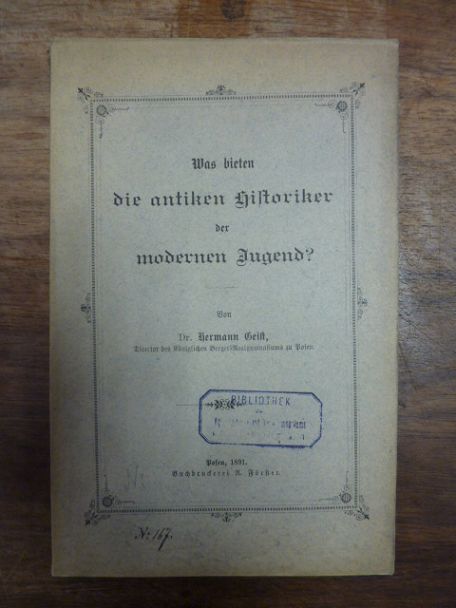 Was bieten
die antiken Historiker
der
modernen Jugend?
Von
Dr. Hermann Geist,
Director des Königlichen Berger-Realgymnasiums zu Posen.
BIBLIOTHEK
Posen, 1891.
Buchdruckerei A. Förster.
No 167.